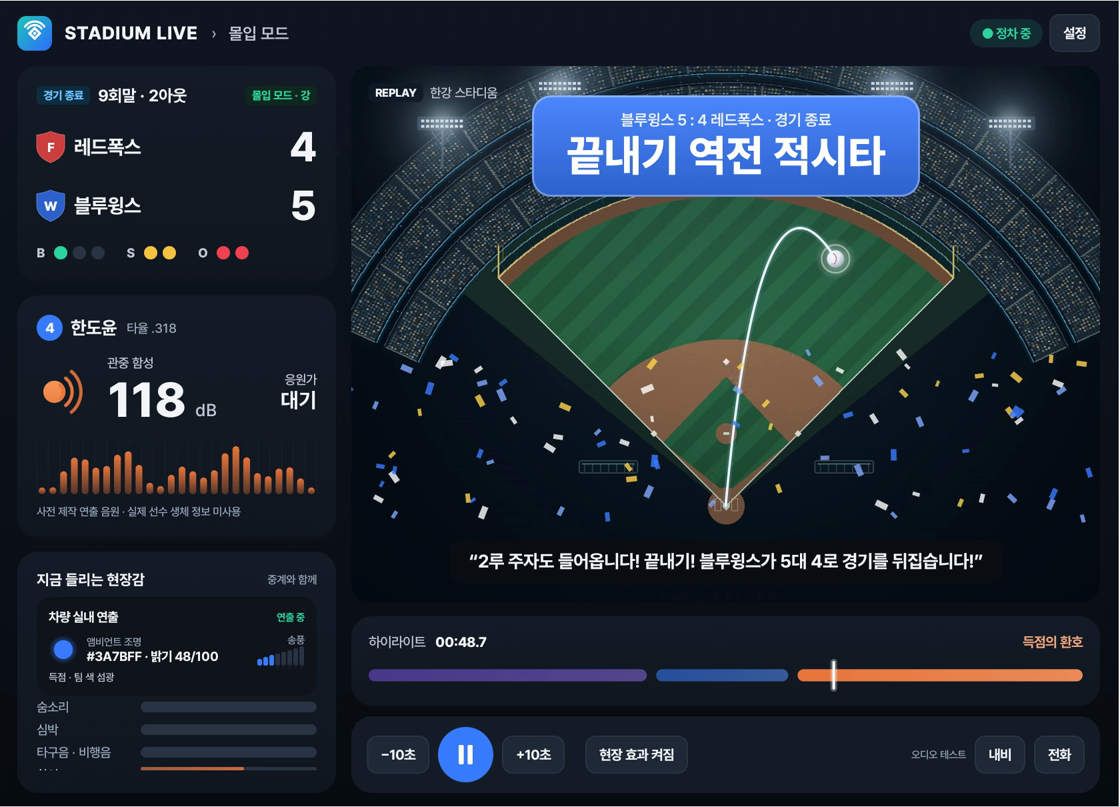 STADIUM LIVE › 몰입 모드
정차 중
설정
경기 종료 9회말 · 2아웃 몰입 모드 · 강
F 레드폭스 4
W 블루윙스 5
B S O
4 한도윤 타율 .318
관중 함성
118 dB
응원가
대기
사전 제작 연출 음원 · 실제 선수 생체 정보 미사용
지금 들리는 현장감 중계와 함께
차량 실내 연출 연출 중
앰비언트 조명
#3A7BFF · 밝기 48/100
송풍
득점 · 팀 색 섬광
숨소리
심박
타구음 · 비행음
REPLAY 한강 스타디움
블루윙스 5 : 4 레드폭스 · 경기 종료
끝내기 역전 적시타
“2루 주자도 들어옵니다! 끝내기! 블루윙스가 5대 4로 경기를 뒤집습니다!”
하이라이트 00:48.7 득점의 환호
−10초
+10초
현장 효과 켜짐
오디오 테스트
내비
전화